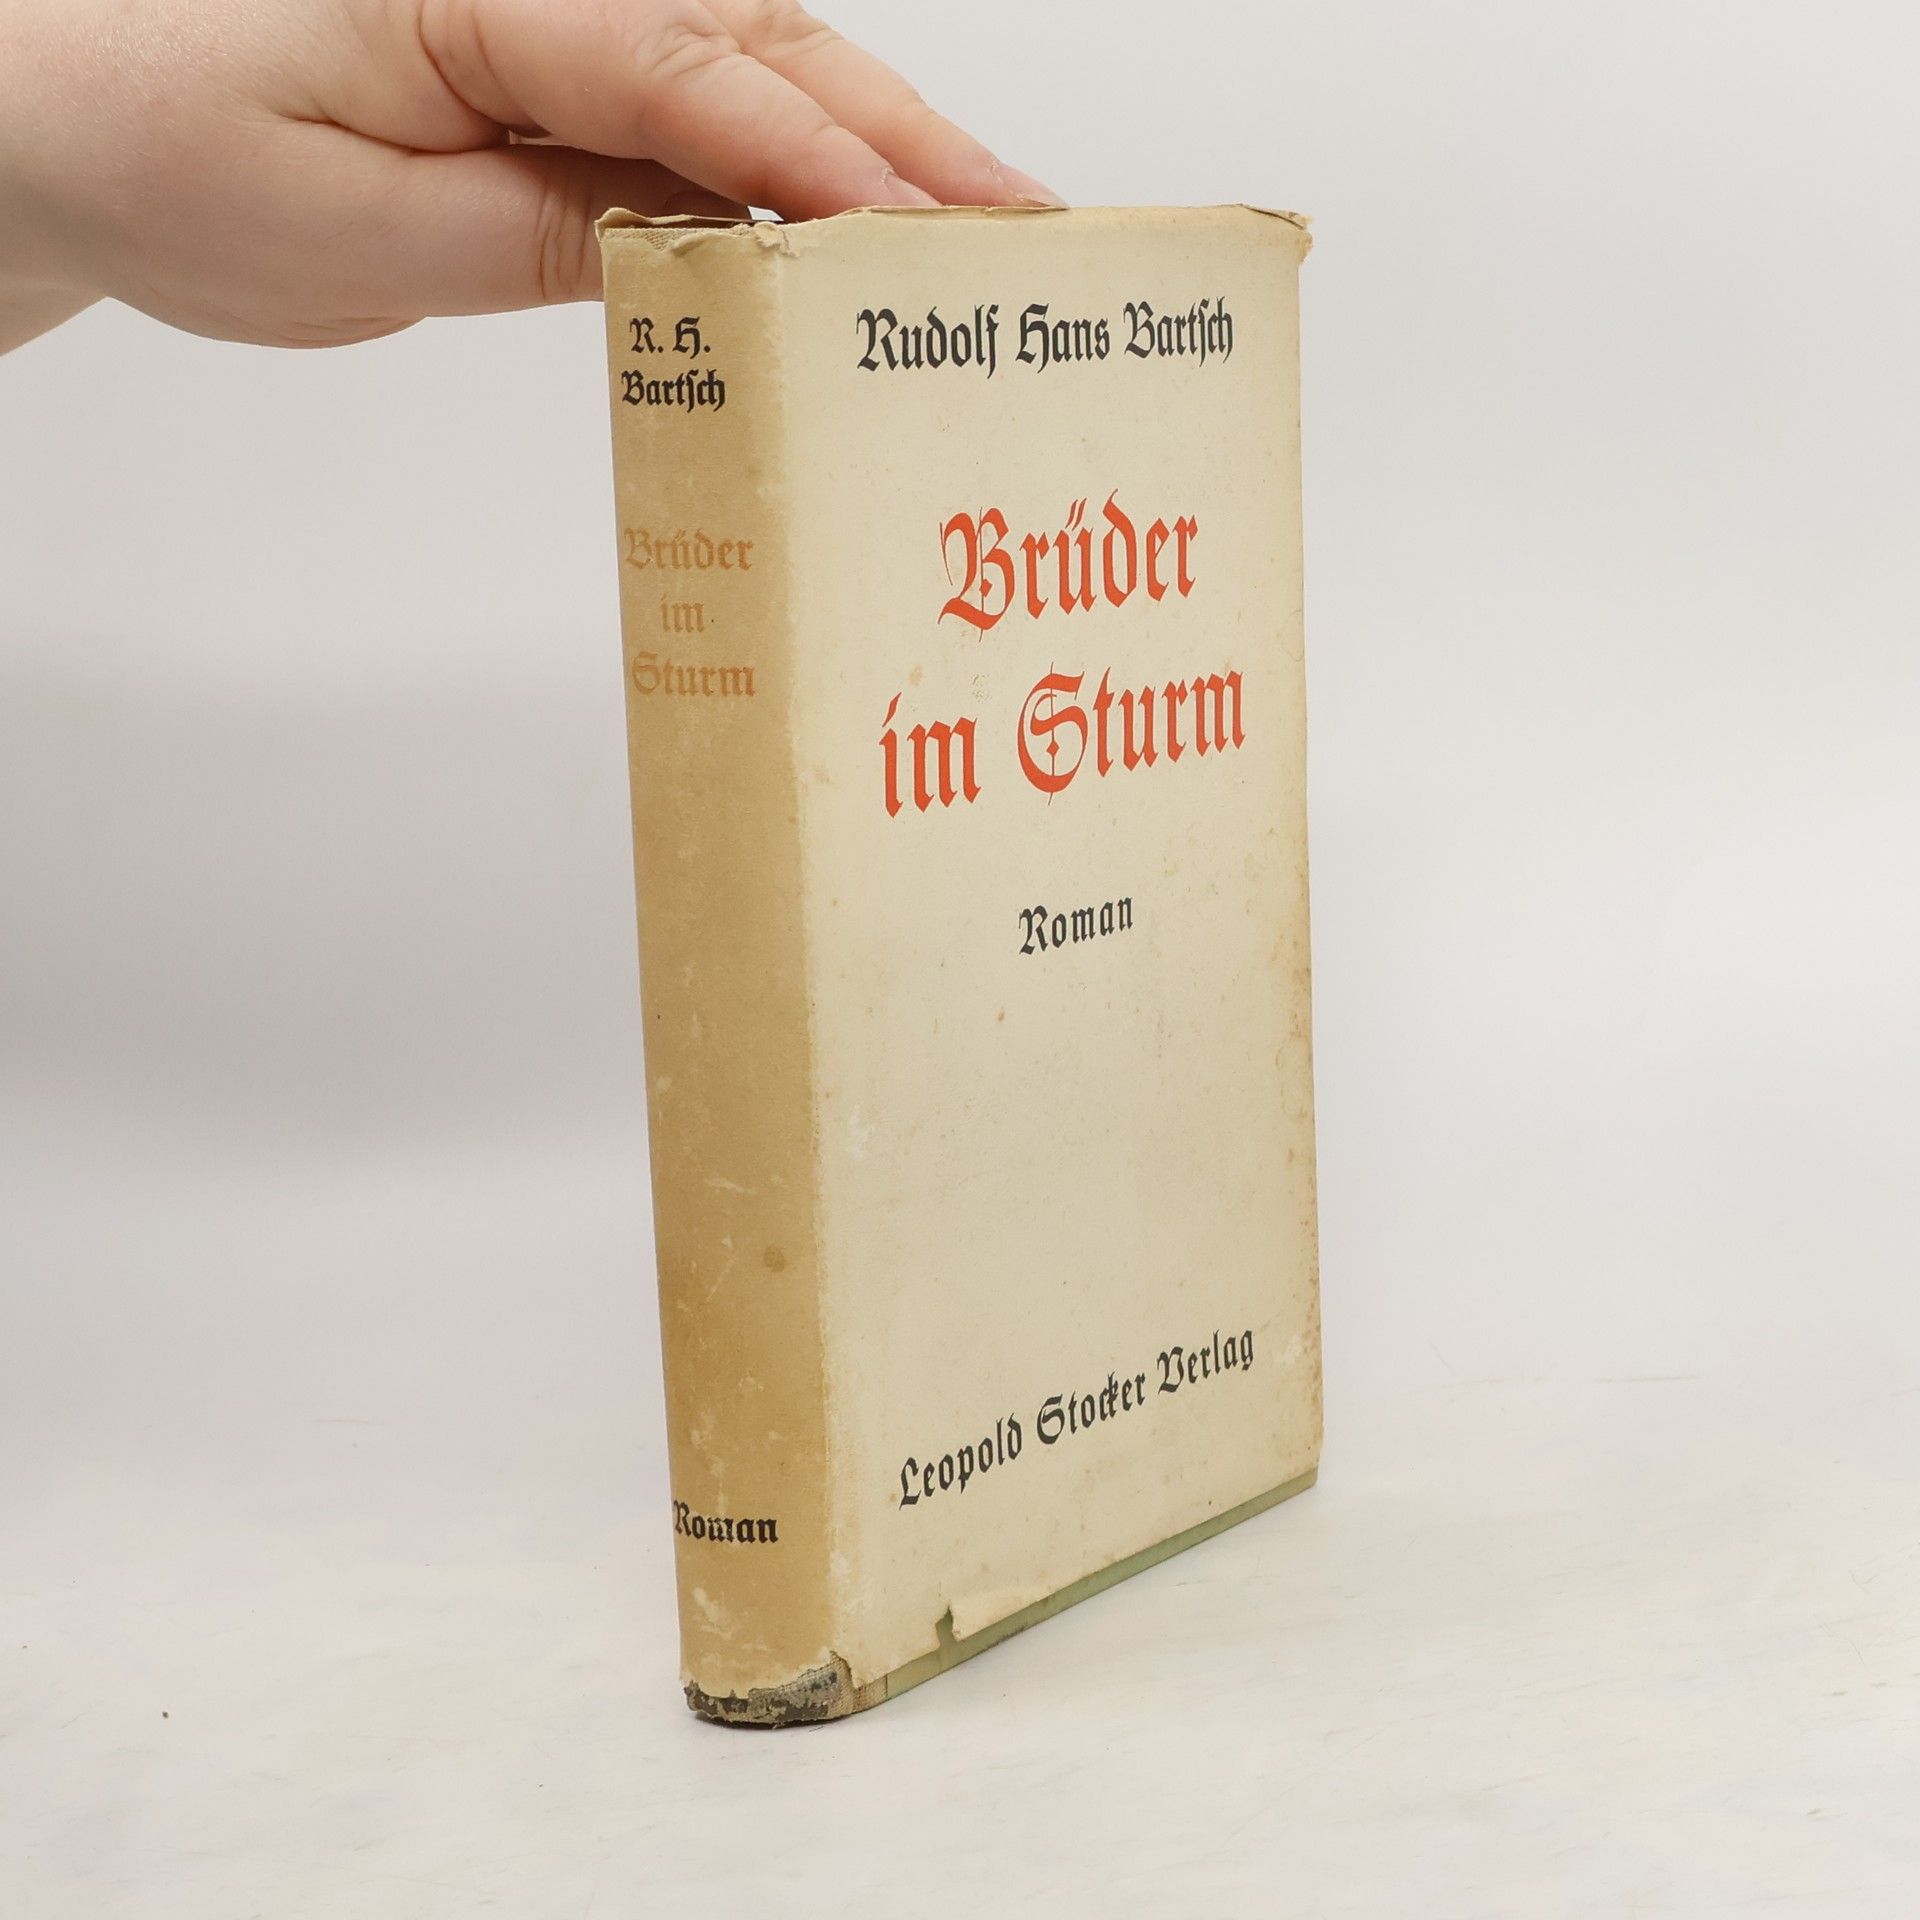 R. H.
Bartſch
Brüder
im
Sturm
Roman
Rudolf Hans Bartſch
Brüder
im Sturm
Roman
Leopold Stocker Verlag